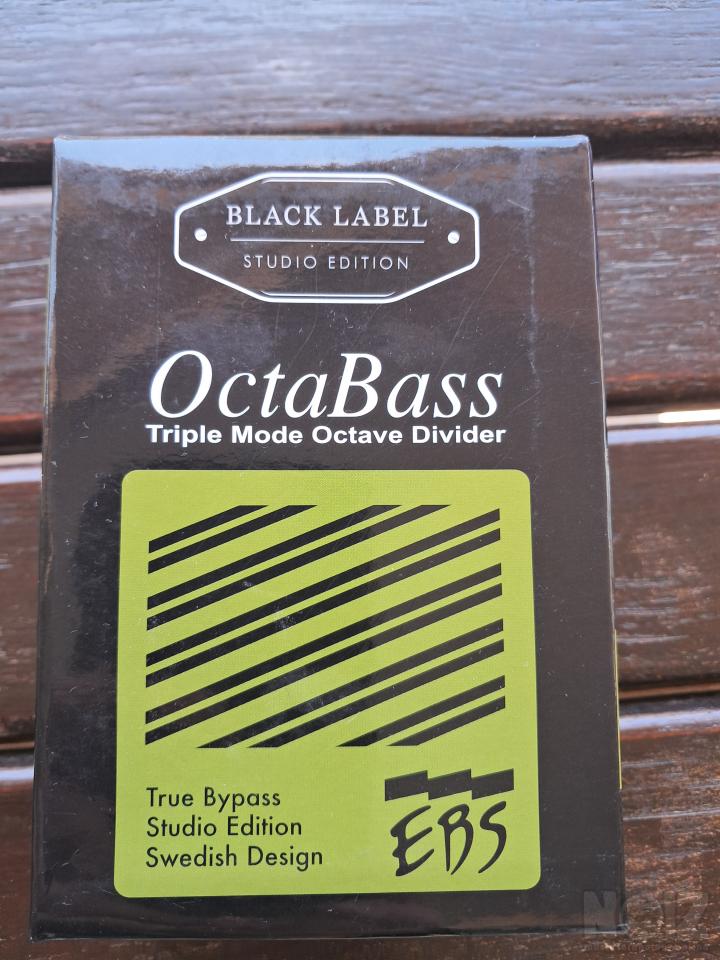 BLACK LABEL
STUDIO EDITION
OctaBass
Triple Mode Octave Divider
True Bypass
Studio Edition
Swedish Design
EBS